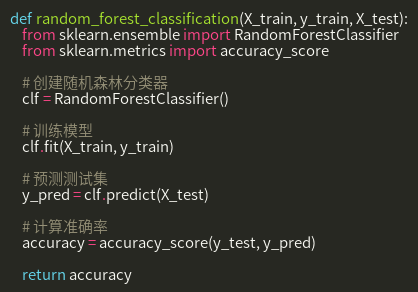 def random_forest_classification(X_train, y_train, X_test):
from sklearn.ensemble import RandomForestClassifier
from sklearn.metrics import accuracy_score
# 创建随机森林分类器
clf = RandomForestClassifier()
# 训练模型
clf.fit(X_train, y_train)
# 预测测试集
y_pred = clf.predict(X_test)
# 计算准确率
accuracy = accuracy_score(y_test, y_pred)
return accuracy